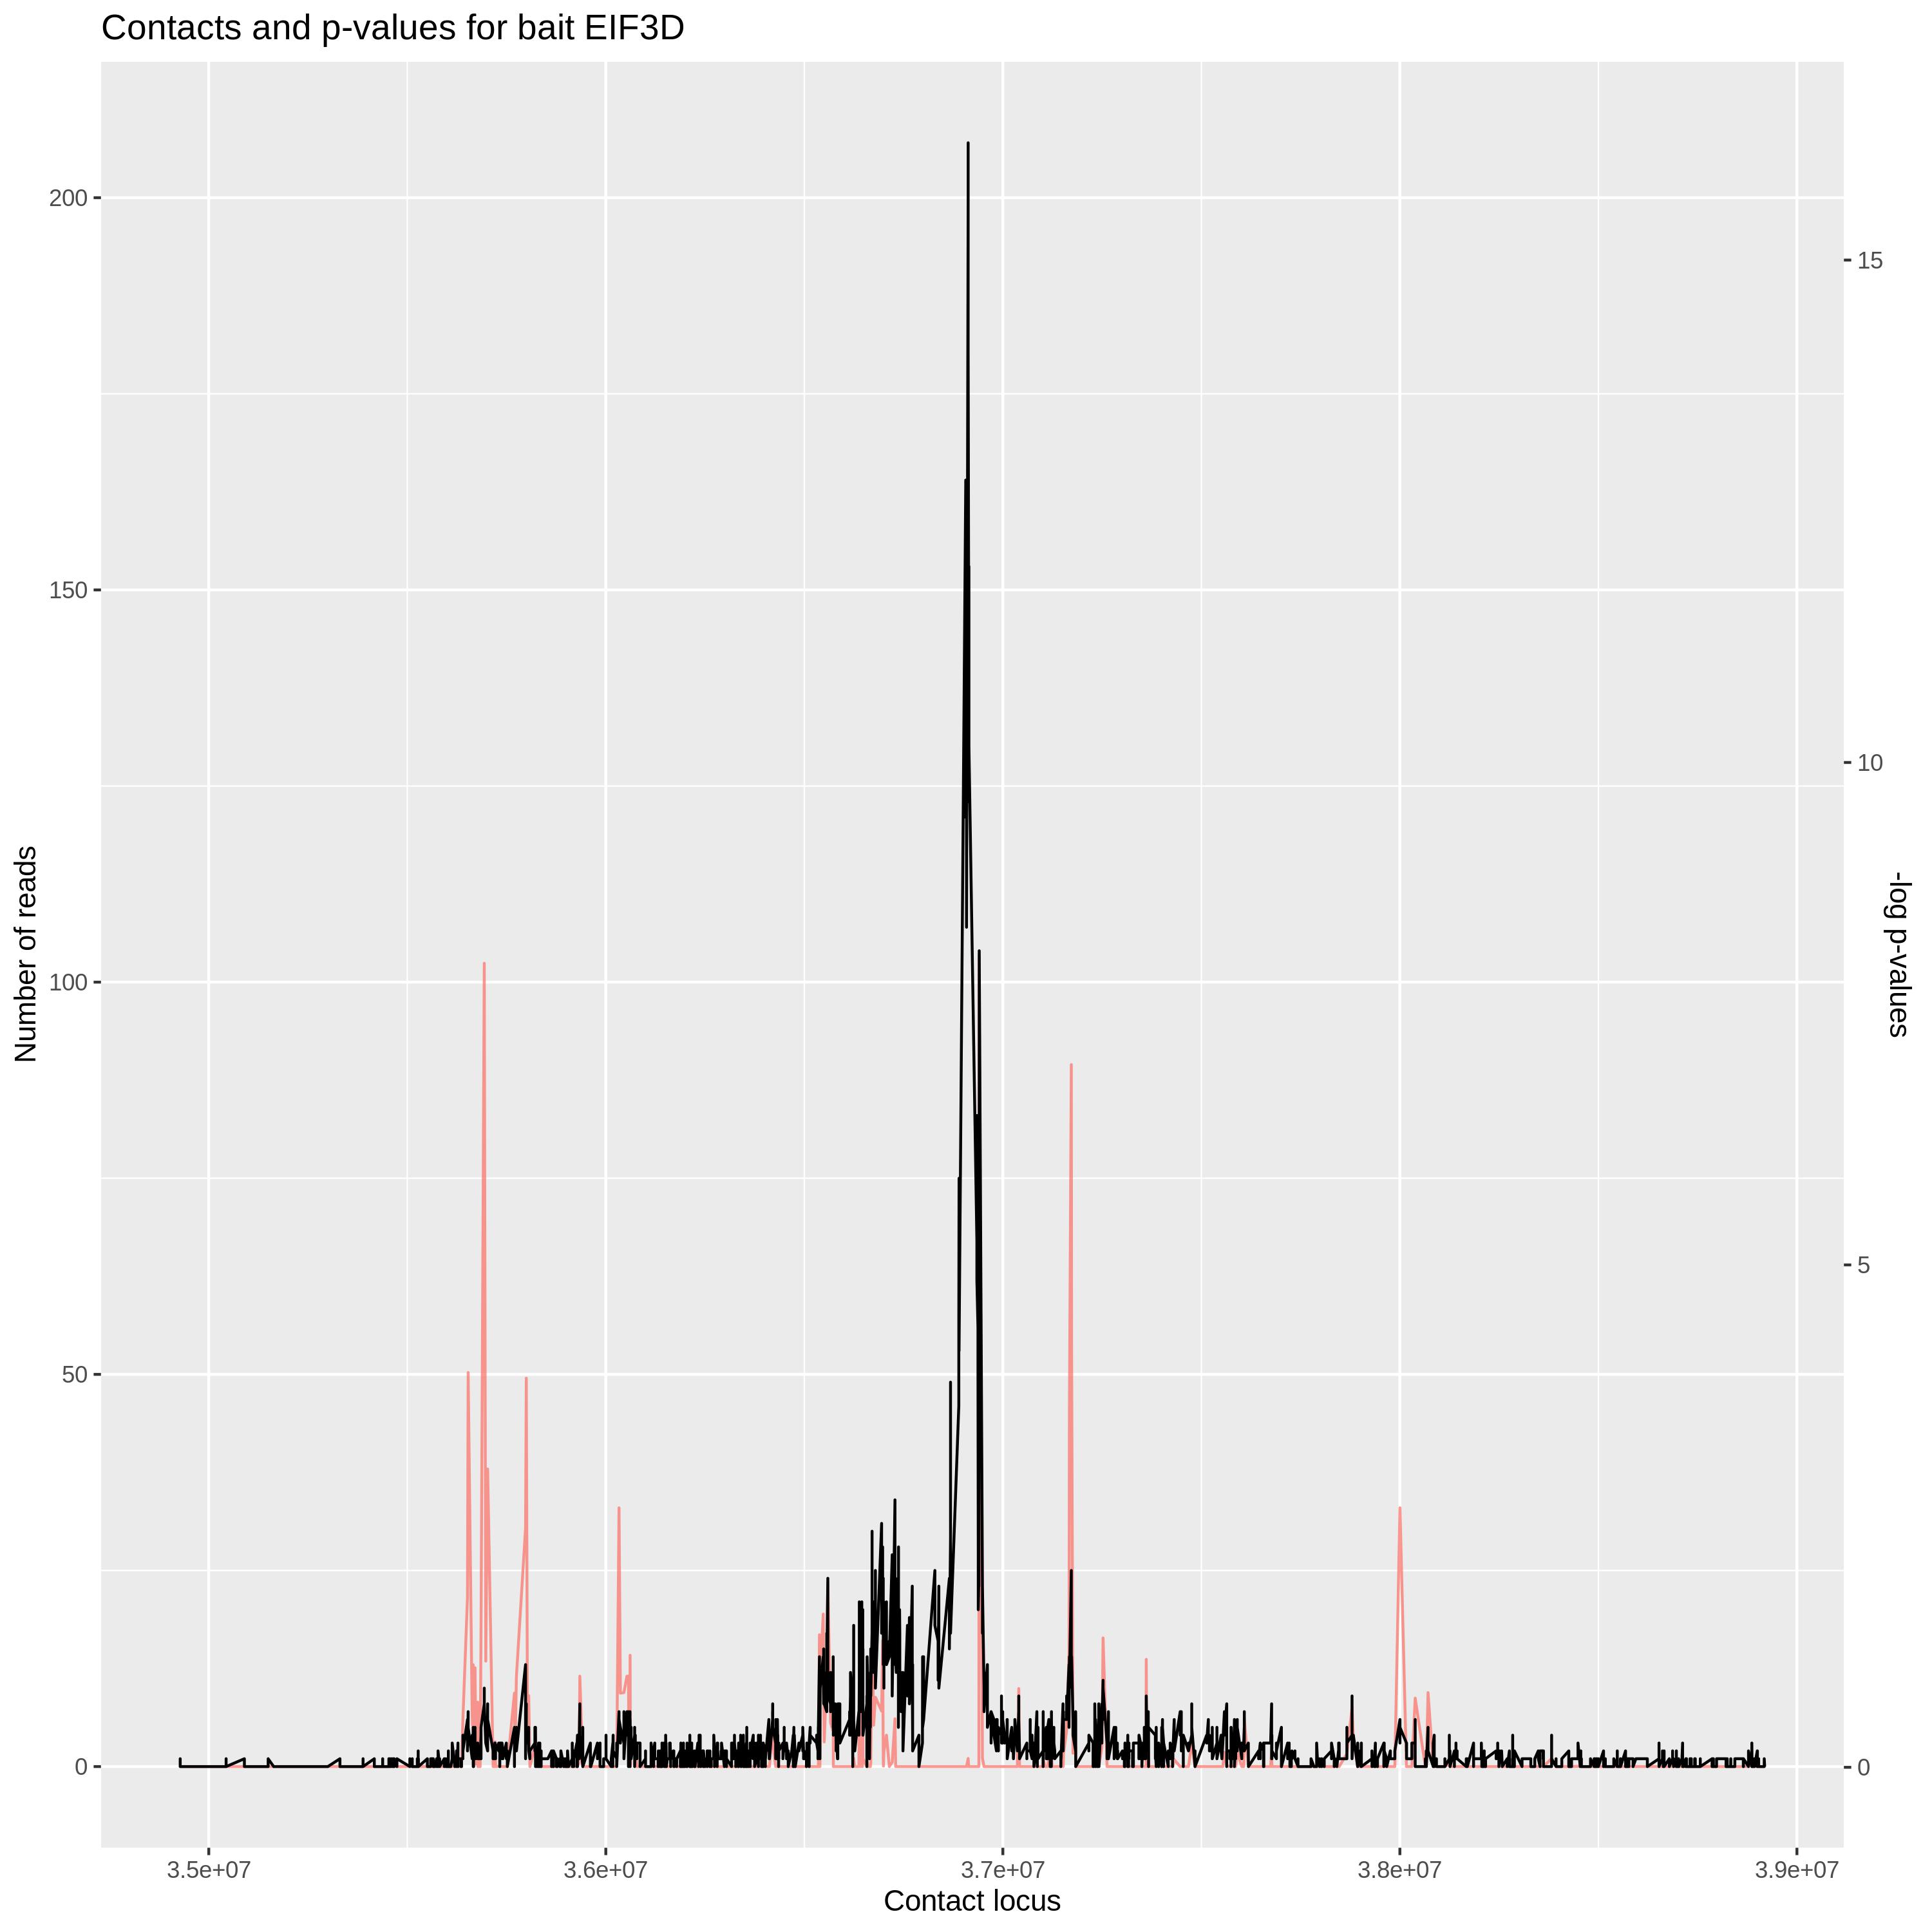 Contacts and p-values for bait EIF3D
200
150
100
50
0
Number of reads
15
10
5
0
-log p-values
3.5e+07
3.6e+07
3.7e+07
3.8e+07
3.9e+07
Contact locus